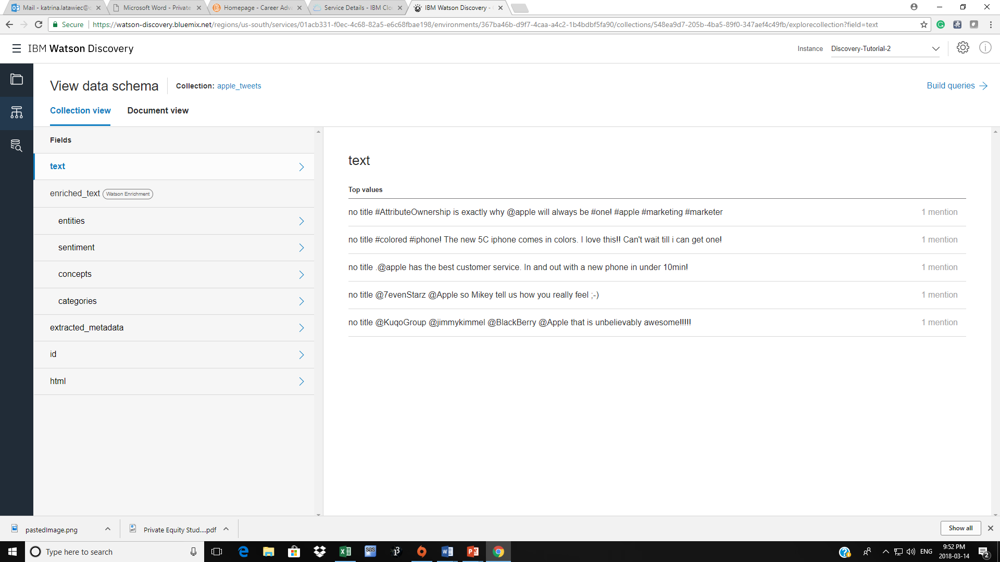 Mail - katrina.latawiec@
Microsoft Word - Private
Homepage - Career Adv
Service Details - IBM Clo
IBM Watson Discovery -
Secure
https://watson-discovery.bluemix.net/regions/us-south/services/01acb331-f0ec-4c68-82a5-e6c68fbae198/environments/367ba46b-d9f7-4caa-a4c2-1b4bdbf5fa90/collections/548ea9d7-205b-4ba5-89f0-347aef4c49fb/explorecollection?field=text
IBM Watson Discovery
Instance Discovery-Tutorial-2
View data schema
Collection: apple_tweets
Build queries
Collection view
Document view
Fields
text
enriched_text Watson Enrichment
entities
sentiment
concepts
categories
extracted_metadata
id
html
text
Top values
no title #AttributeOwnership is exactly why @apple will always be #one! #apple #marketing #marketer 1 mention
no title #colored #iphone! The new 5C iphone comes in colors. I love this!! Can't wait till i can get one! 1 mention
no title .@apple has the best customer service. In and out with a new phone in under 10min! 1 mention
no title @7evenStarz @Apple so Mikey tell us how you really feel ;-) 1 mention
no title @KuqoGroup @jimmykimmel @BlackBerry @Apple that is unbelievably awesome!!!!! 1 mention
pastedImage.png
Private Equity Stud....pdf
Show all
Type here to search
ENG
9:52 PM
2018-03-14
2